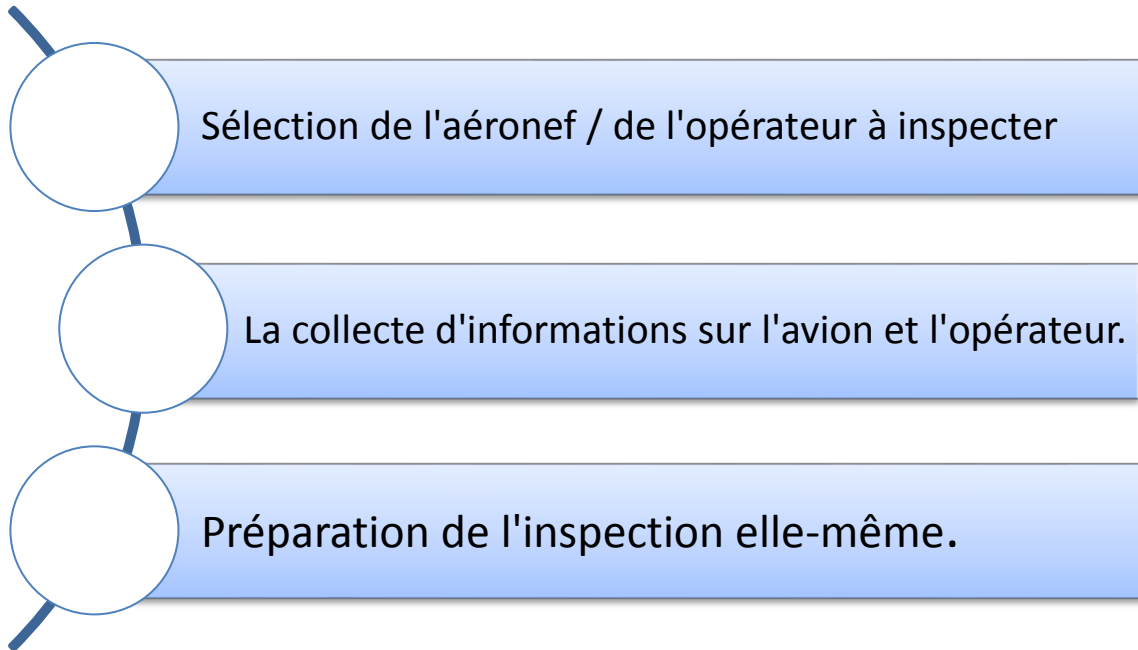 Sélection de l'aéronef / de l'opérateur à inspecter
La collecte d'informations sur l'avion et l'opérateur.
Préparation de l'inspection elle-même.